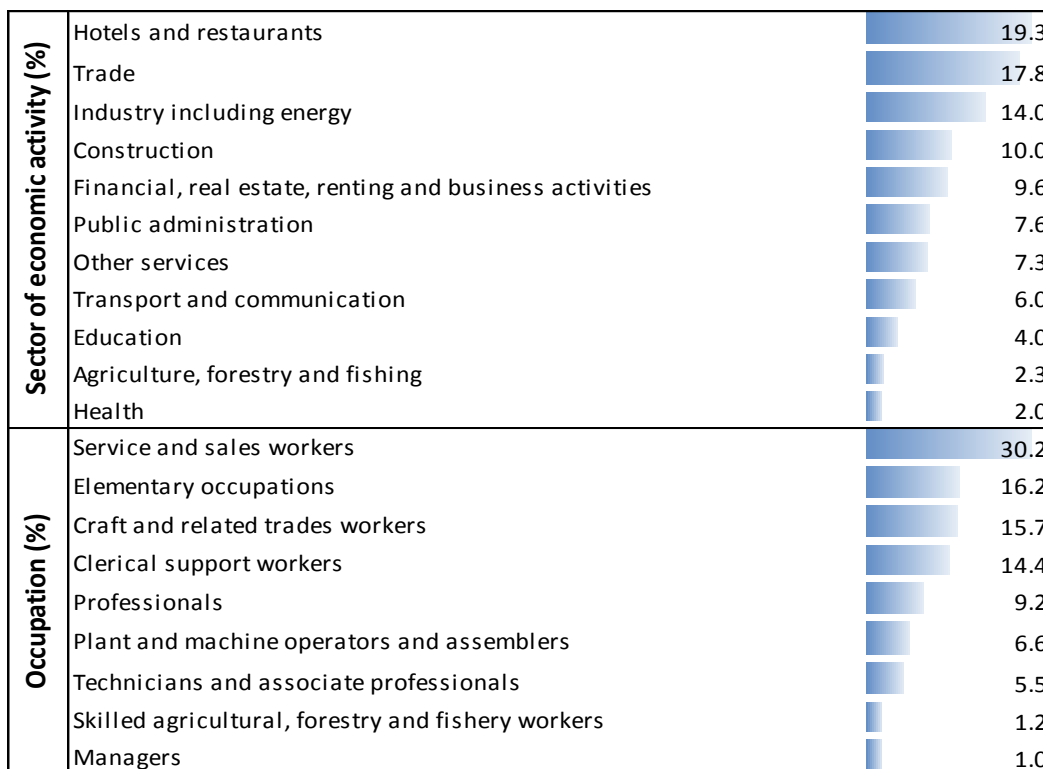 Sector of economic activity (%)
Hotels and restaurants 19.3
Trade 17.8
Industry including energy 14.0
Construction 10.0
Financial, real estate, renting and business activities 9.6
Public administration 7.6
Other services 7.3
Transport and communication 6.0
Education 4.0
Agriculture, forestry and fishing 2.3
Health 2.0
Occupation (%)
Service and sales workers 30.2
Elementary occupations 16.2
Craft and related trades workers 15.7
Clerical support workers 14.4
Professionals 9.2
Plant and machine operators and assemblers 6.6
Technicians and associate professionals 5.5
Skilled agricultural, forestry and fishery workers 1.2
Managers 1.0